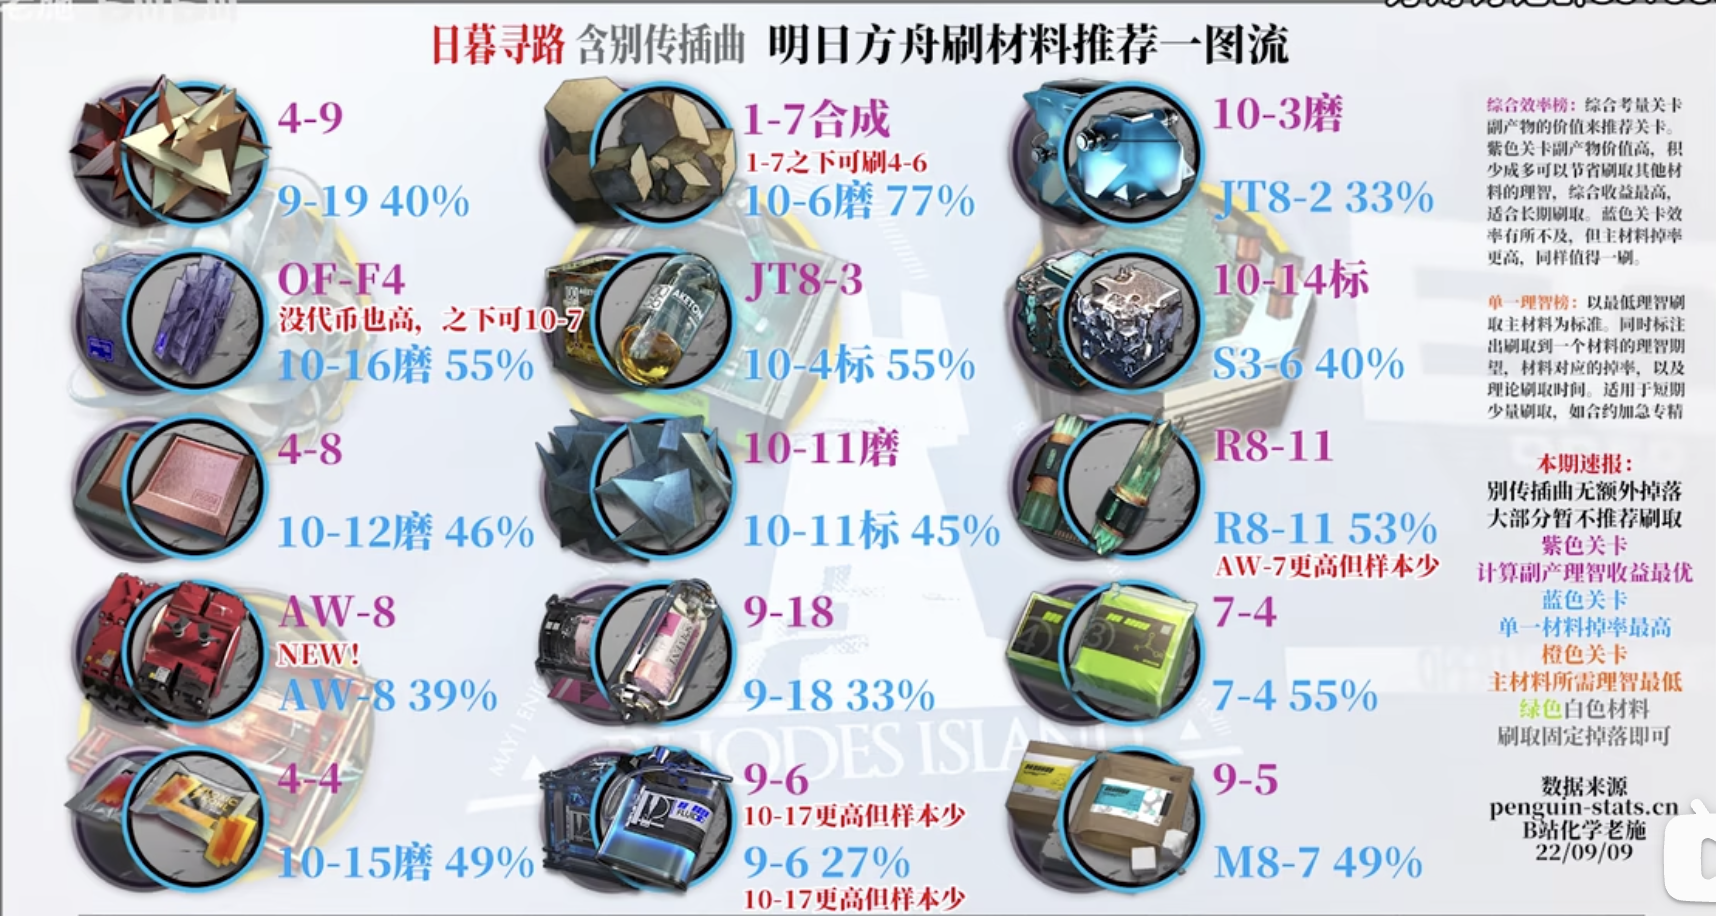 日暮寻路 含别传插曲 明日方舟刷材料推荐一图流
4-9
9-19 40%
1-7合成
1-7之下可刷4-6
10-6磨 77%
10-3磨
JT8-2 33%
OF-F4
没代币也高，之下可10-7
10-16磨 55%
JT8-3
10-4标 55%
10-14标
S3-6 40%
4-8
10-12磨 46%
10-11磨
10-11标 45%
R8-11
R8-11 53%
AW-7更高但样本少
AW-8
NEW!
AW-8 39%
9-18
9-18 33%
7-4
7-4 55%
4-4
10-15磨 49%
9-6
10-17更高但样本少
9-6 27%
10-17更高但样本少
9-5
M8-7 49%
综合效率榜：综合考量关卡
副产物的价值来推荐关卡。
紫色关卡副产物价值高，积
少成多可以节省刷取其他材
料的理智，综合收益最高，
适合长期刷取。蓝色关卡效
率有所不及，但主材料掉率
更高，同样值得一刷。
单一理智榜：以最低理智刷
取主材料为标准。同时标注
出刷取到一个材料的理智期
望，材料对应的掉率，以及
理论刷取时间。适用于短期
少量刷取，如合约加急专精
本期速报：
别传插曲无额外掉落
大部分暂不推荐刷取
紫色关卡
计算副产理智收益最优
蓝色关卡
单一材料掉率最高
橙色关卡
主材料所需理智最低
绿色白色材料
刷取固定掉落即可
数据来源
penguin-stats.cn
B站化学老施
22/09/09
RHODES ISLAND